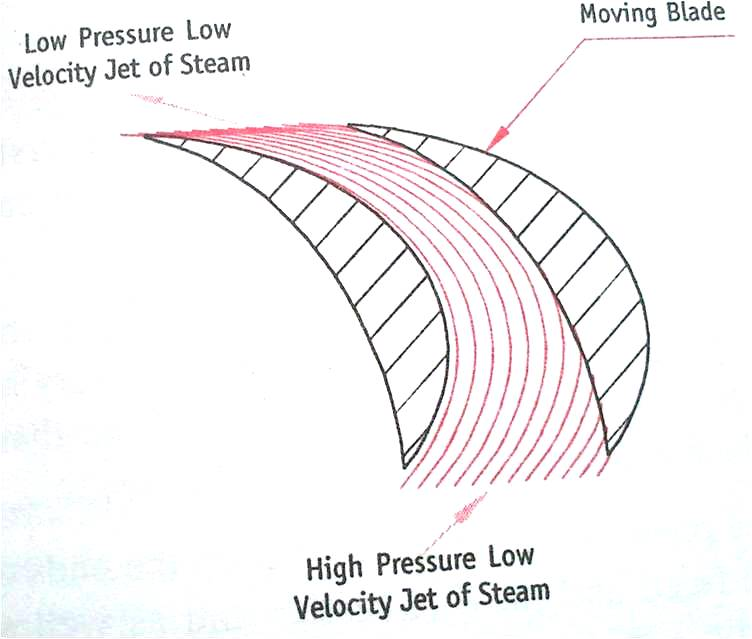 Low Pressure Low
Velocity Jet of Steam
Moving Blade
High Pressure Low
Velocity Jet of Steam